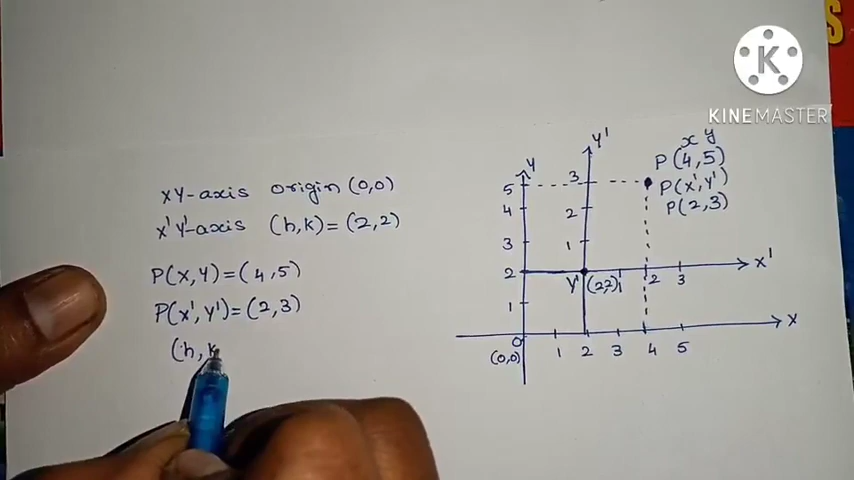 K
KINEMASTER
S
XY-axis origin (0,0)
x'Y'-axis (h,k)=(2,2)
P(X,Y)=(4,5)
P(x',Y')=(2,3)
(h,k
Y
Y'
x y
P(4,5)
P(x',Y')
P(2,3)
5
4
3
2
1
3
2
1
Y' (2,2) 1 2 3 X'
0
(0,0)
1 2 3 4 5 X